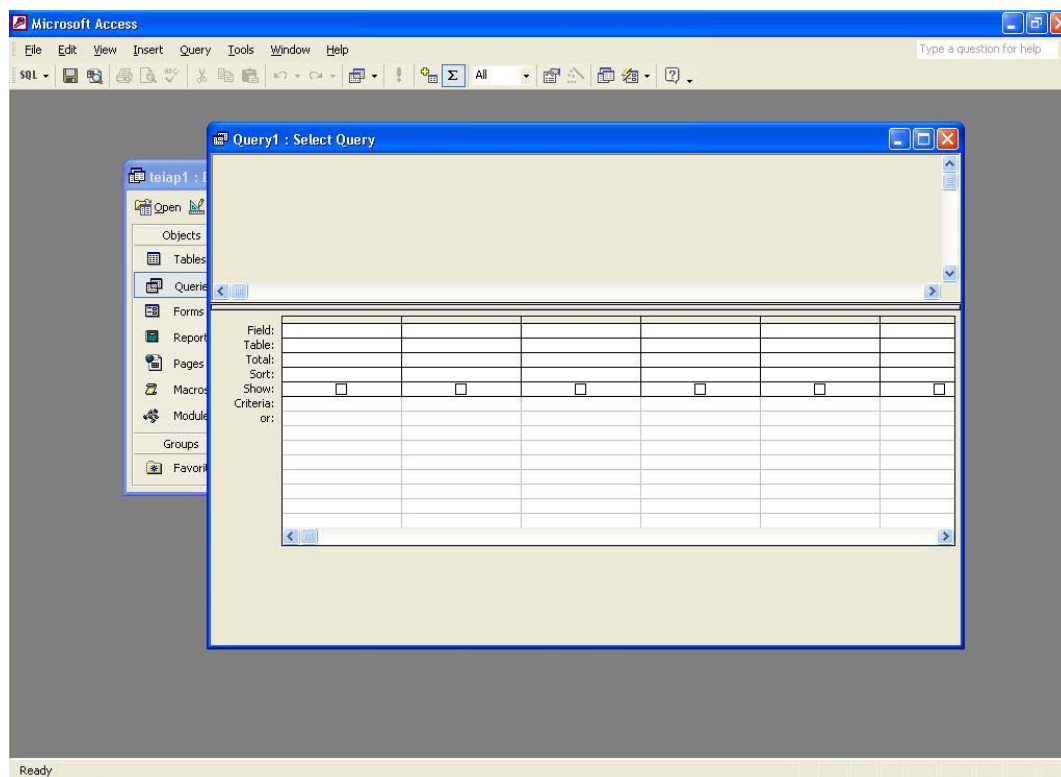 Microsoft Access
File Edit View Insert Query Tools Window Help
Type a question for help
SQL
All
Query1 : Select Query
teiap1 :
Open
Objects
Tables
Querie
Forms
Report
Pages
Macros
Module
Groups
Favori
Field:
Table:
Total:
Sort:
Show:
Criteria:
or:
Ready